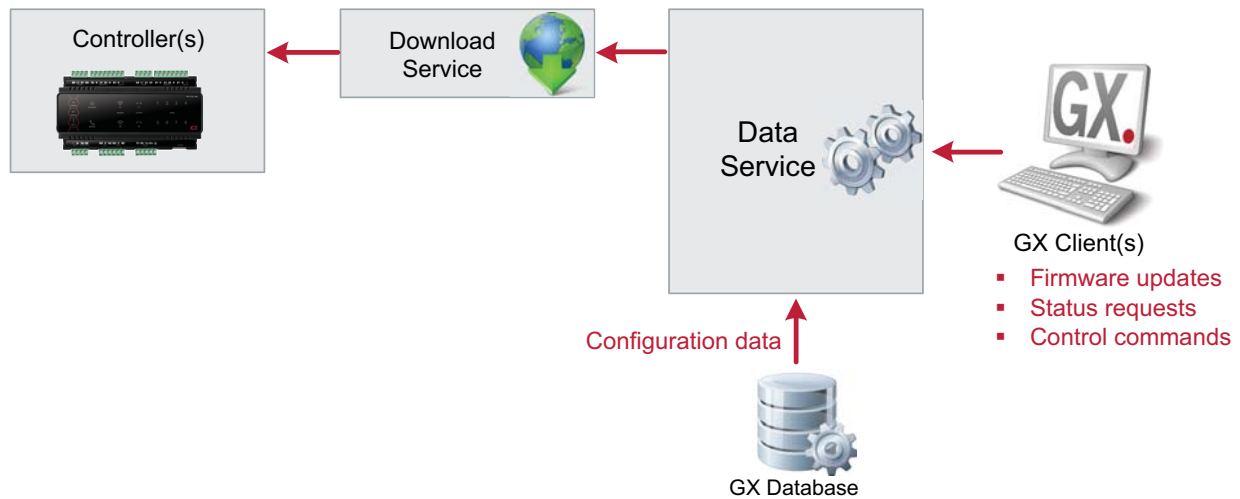 Controller(s)
Download
Service
Data
Service
GX.
GX Client(s)
▪ Firmware updates
▪ Status requests
▪ Control commands
Configuration data
GX Database